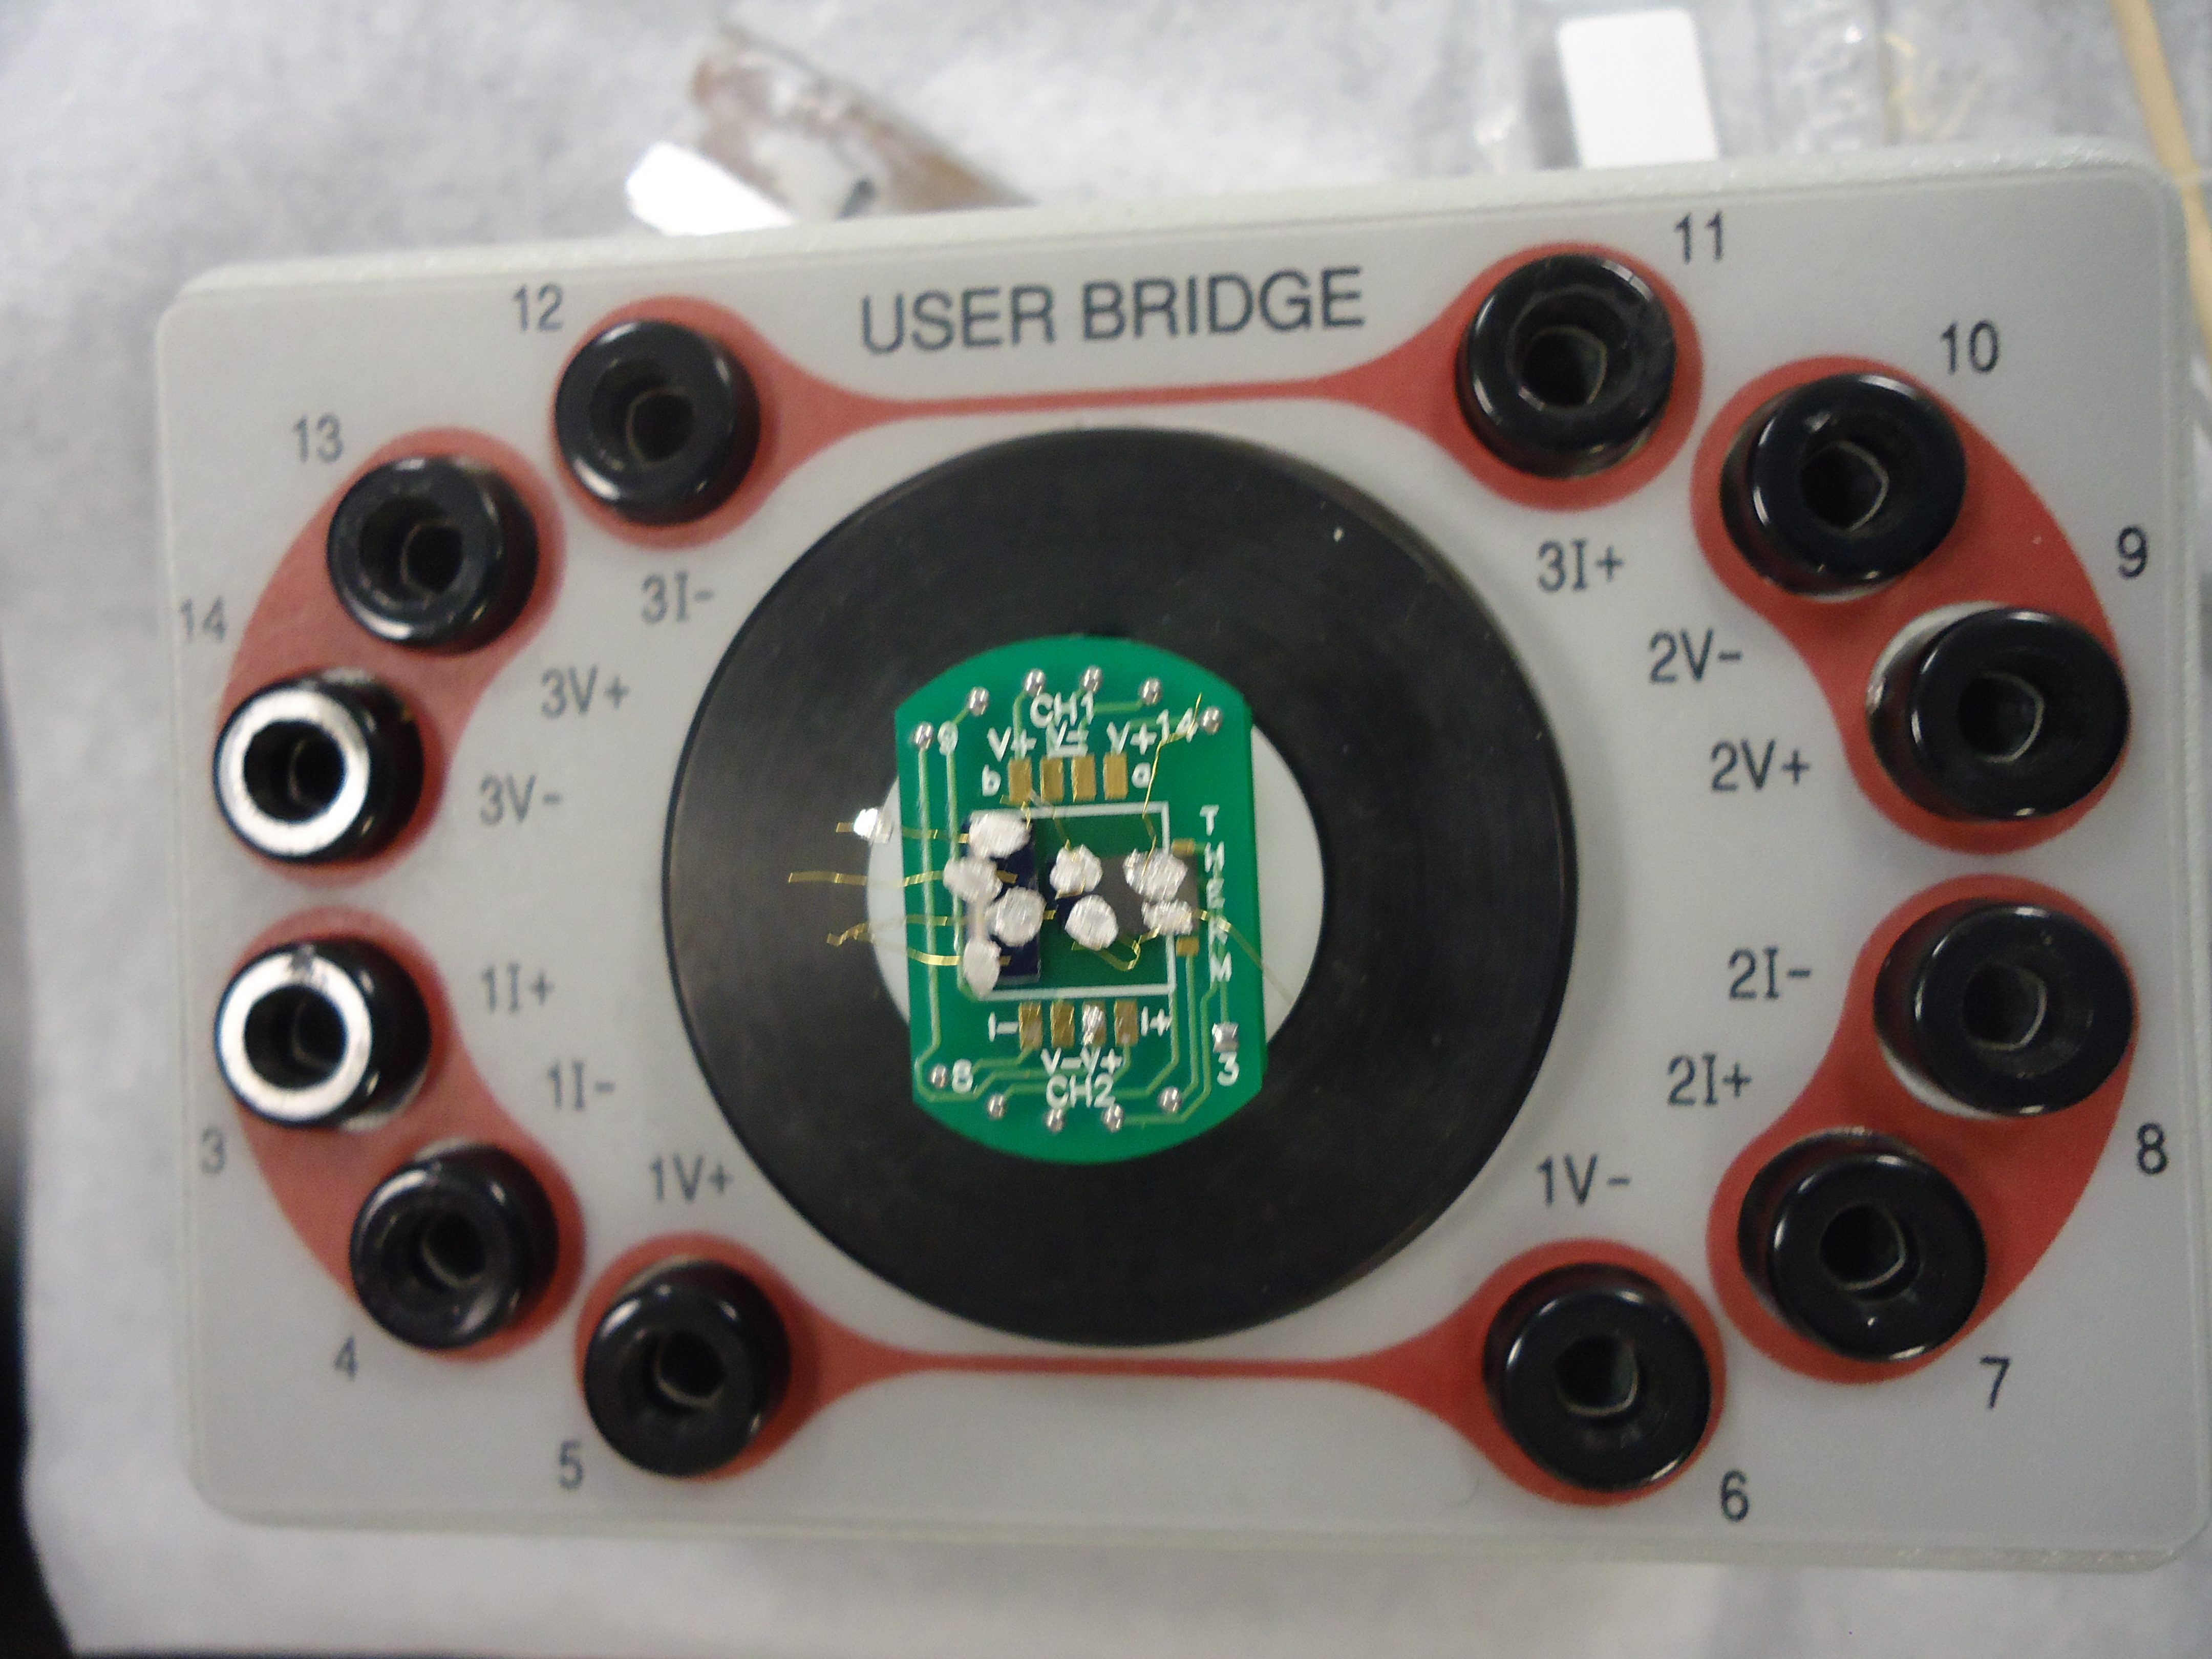 USER BRIDGE
11
12
10
13
9
3I+
3I-
14
2V-
3V+
2V+
3V-
CH1
9
V+ V- V+ 14
b
a
THERM
I-
I+
V- V+
8
CH2
3
1I+
2I-
1I-
2I+
3
1V+
1V-
8
4
7
5
6